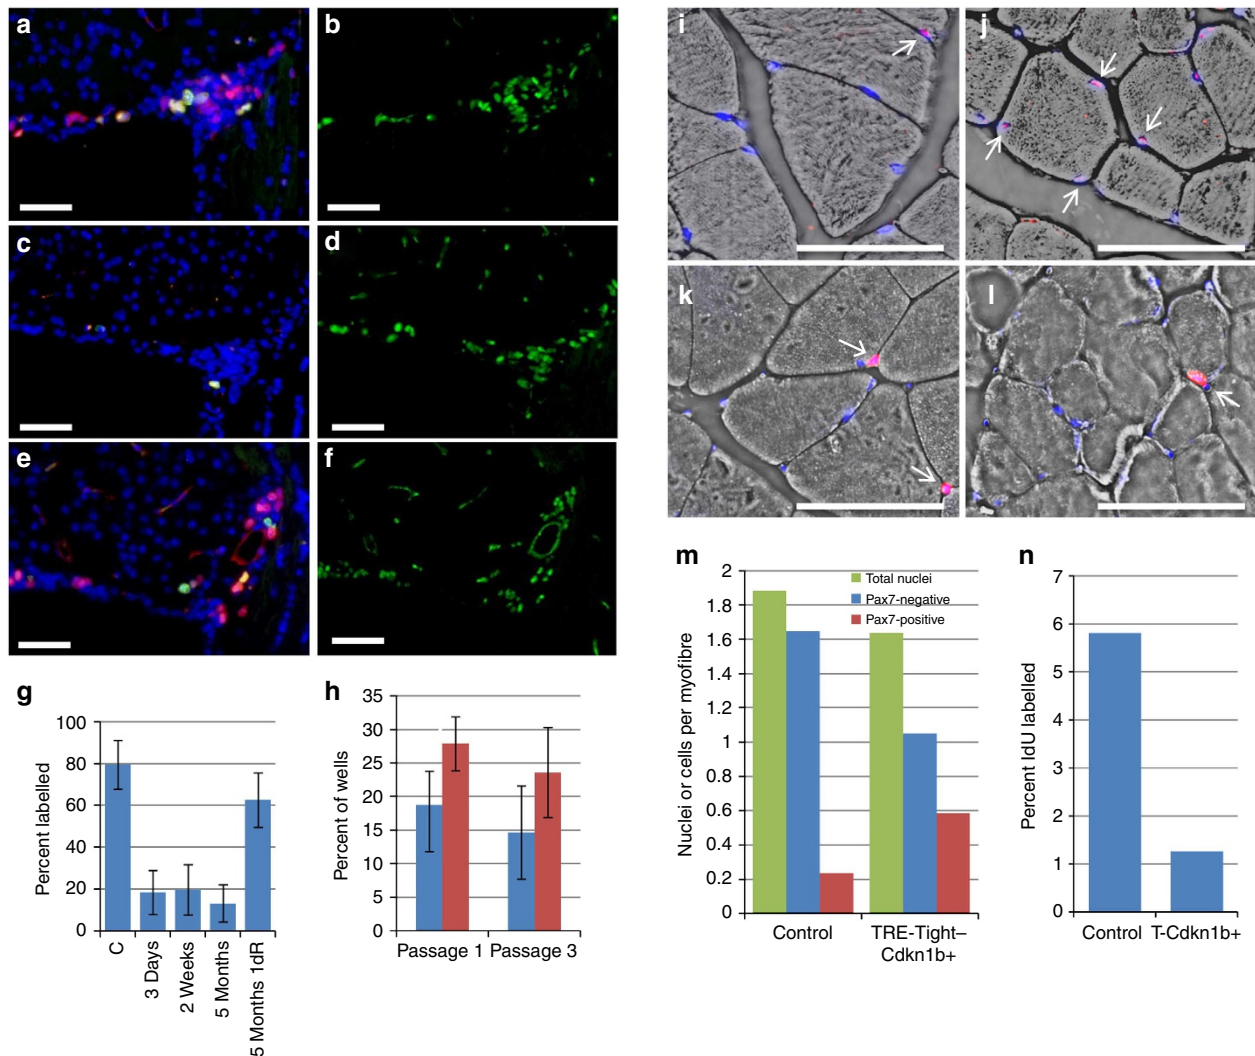 a
b
c
d
e
f
i
j
k
l
g
100
80
60
40
20
0
Percent labelled
C
3 Days
2 Weeks
5 Months
5 Months 1dR
h
35
30
25
20
15
10
5
0
Percent of wells
Passage 1 Passage 3
m
2
1.8
1.6
1.4
1.2
1
0.8
0.6
0.4
0.2
0
Nuclei or cells per myofibre
Total nuclei
Pax7-negative
Pax7-positive
Control
TRE-Tight–
Cdkn1b+
n
7
6
5
4
3
2
1
0
Percent IdU labelled
Control T-Cdkn1b+